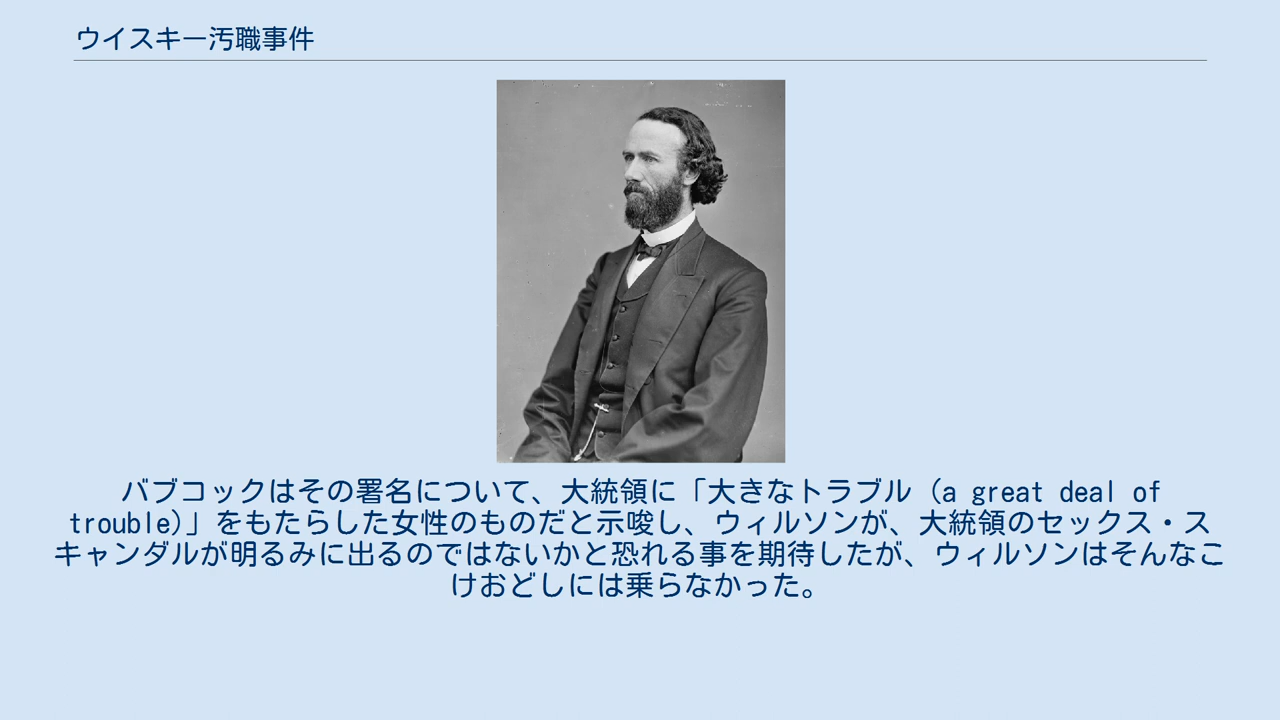 ウイスキー汚職事件
バブコックはその署名について、大統領に「大きなトラブル (a great deal of
trouble)」をもたらした女性のものだと示唆し、ウィルソンが、大統領のセックス・ス
キャンダルが明るみに出るのではないかと恐れる事を期待したが、ウィルソンはそんなこ
けおどしには乗らなかった。